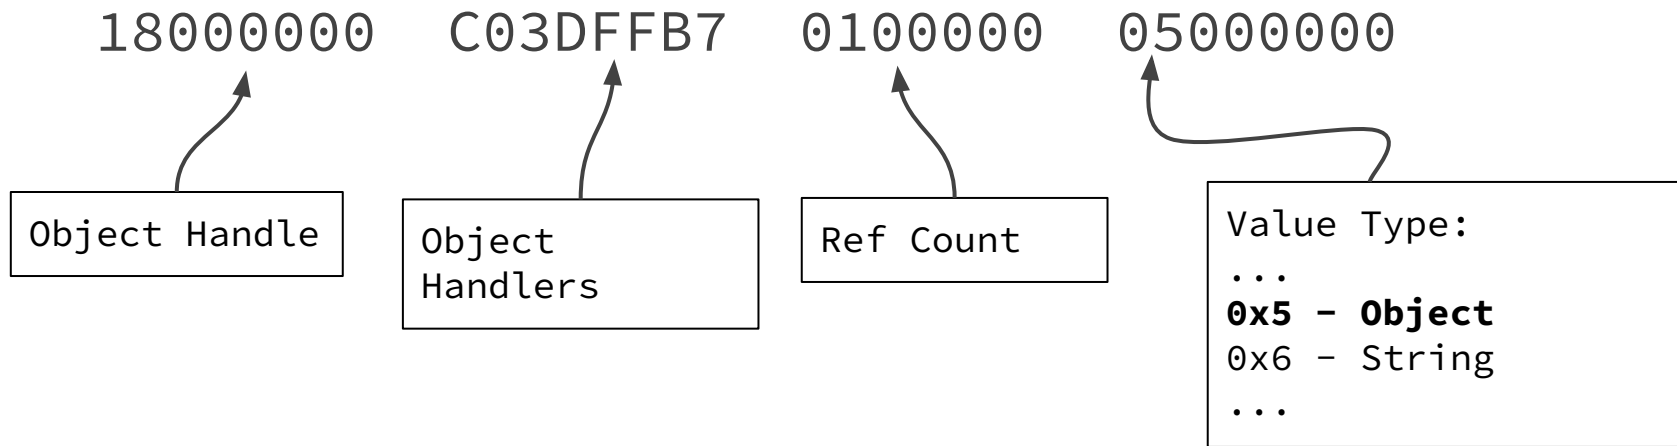 18000000 C03DFFB7 0100000 05000000
Object Handle
Object
Handlers
Ref Count
Value Type:
...
0x5 – Object
0x6 – String
...